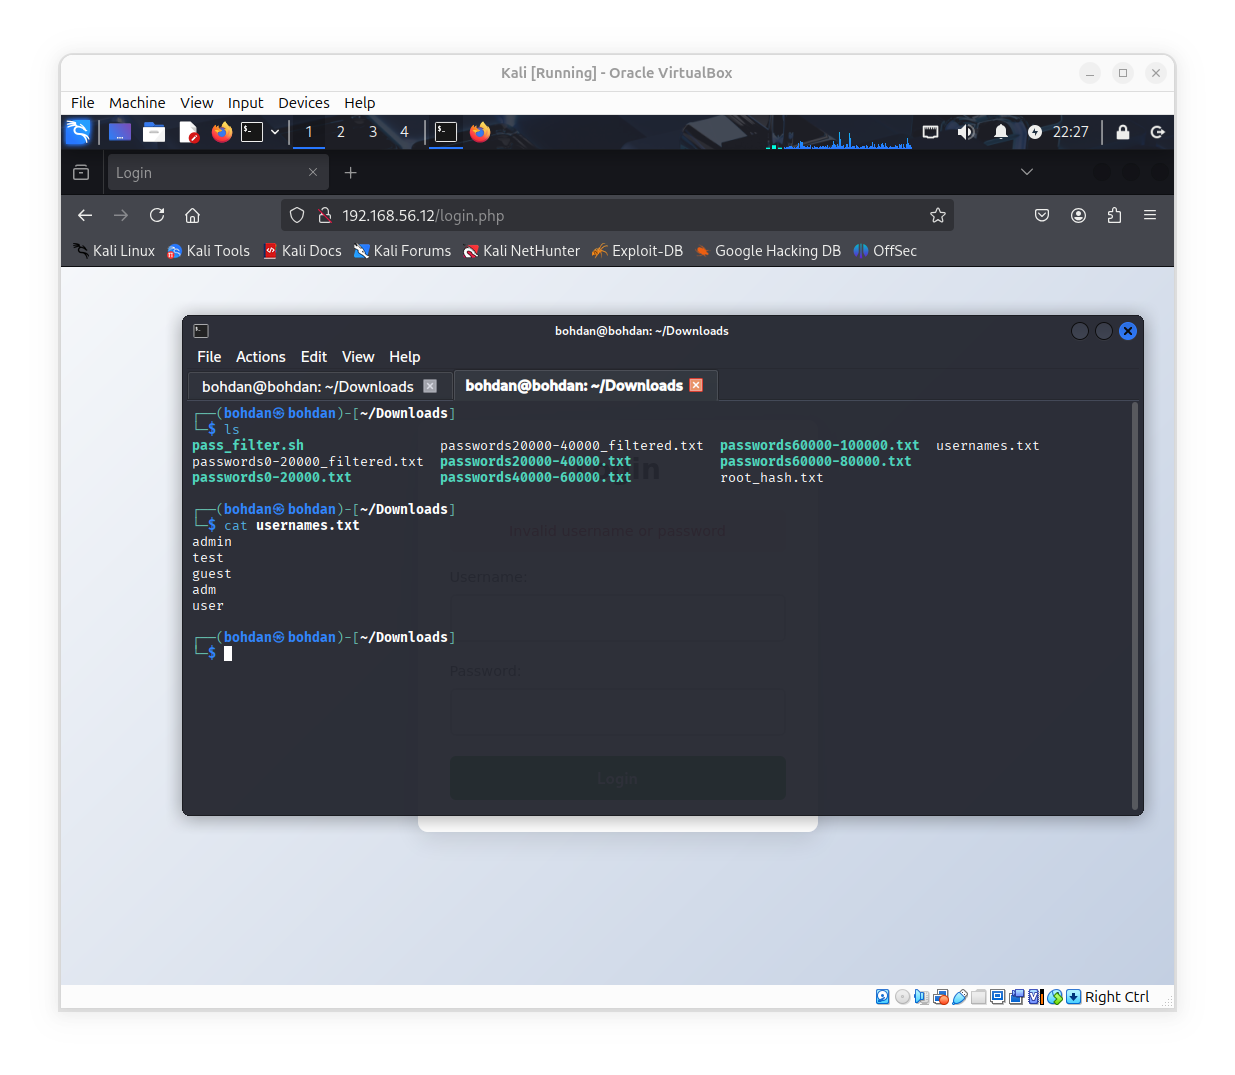 Kali [Running] - Oracle VirtualBox
File Machine View Input Devices Help
1 2 3 4 22:27
Login
192.168.56.12/login.php
Kali Linux Kali Tools Kali Docs Kali Forums Kali NetHunter Exploit-DB Google Hacking DB OffSec
bohdan@bohdan: ~/Downloads
File Actions Edit View Help
bohdan@bohdan: ~/Downloads bohdan@bohdan: ~/Downloads
┌──(bohdan㉿bohdan)-[~/Downloads]
└─$ ls
pass_filter.sh passwords20000-40000_filtered.txt passwords60000-100000.txt usernames.txt
passwords0-20000_filtered.txt passwords20000-40000.txt passwords60000-80000.txt
passwords0-20000.txt passwords40000-60000.txt root_hash.txt
┌──(bohdan㉿bohdan)-[~/Downloads]
└─$ cat usernames.txt
admin
test
guest
adm
user
┌──(bohdan㉿bohdan)-[~/Downloads]
└─$
Invalid username or password
Username:
Password:
Login
Right Ctrl